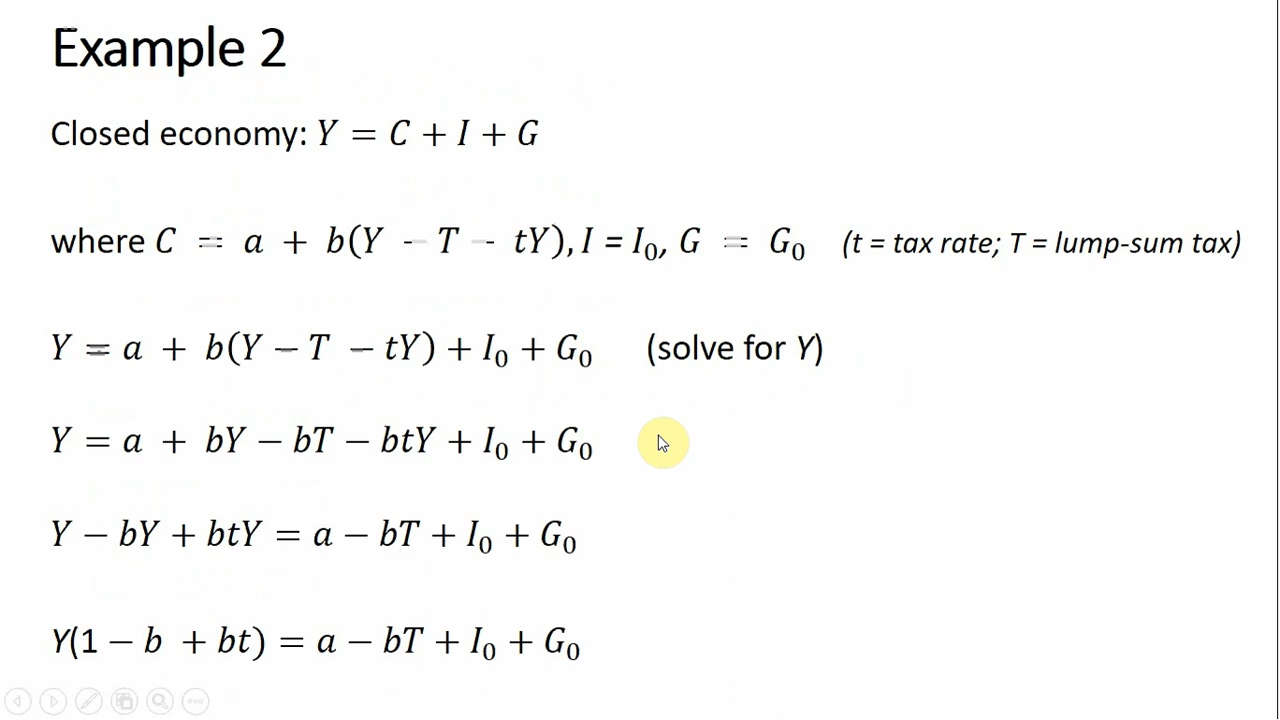 Example 2
Closed economy: Y = C + I + G
where C = a + b(Y − T − tY), I = I₀, G = G₀ (t = tax rate; T = lump-sum tax)
Y = a + b(Y − T − tY) + I₀ + G₀ (solve for Y)
Y = a + bY − bT − btY + I₀ + G₀
Y − bY + btY = a − bT + I₀ + G₀
Y(1 − b + bt) = a − bT + I₀ + G₀